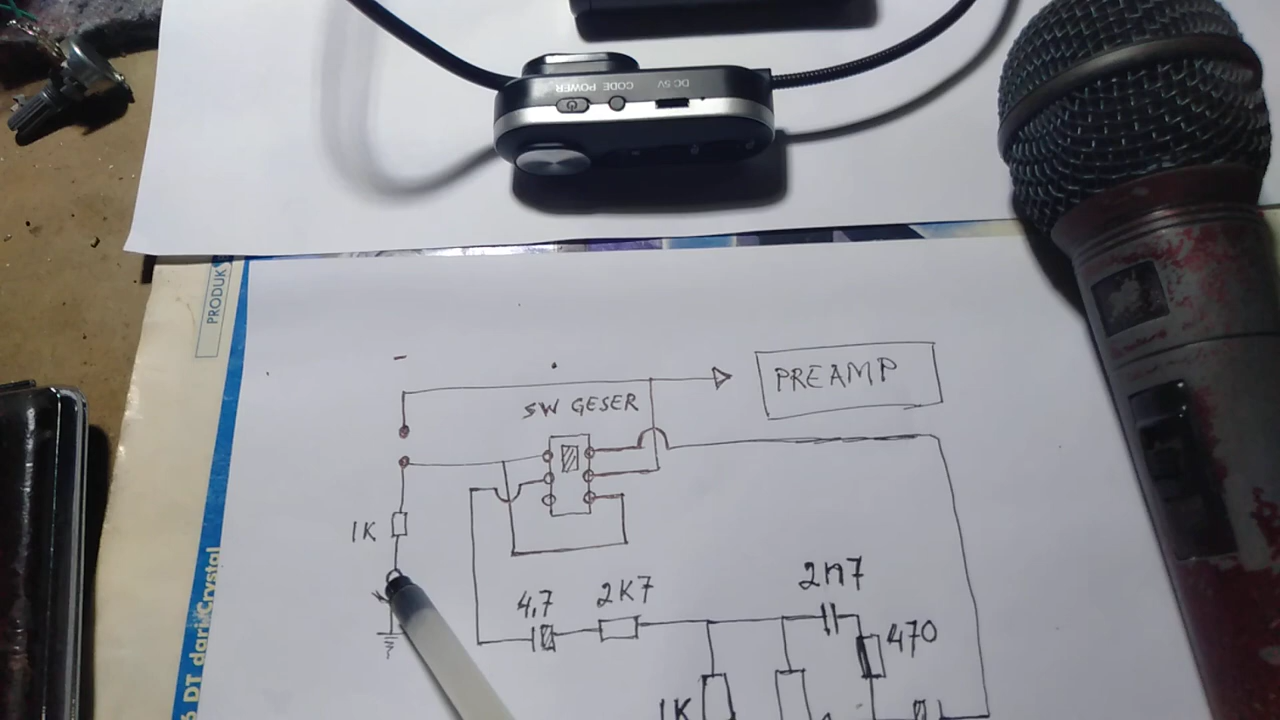 POWER CODE DC 5V
PRODUK
PREAMP
SW GESER
1K
4,7
2K7
2n7
470
1K
DT dari Crystal